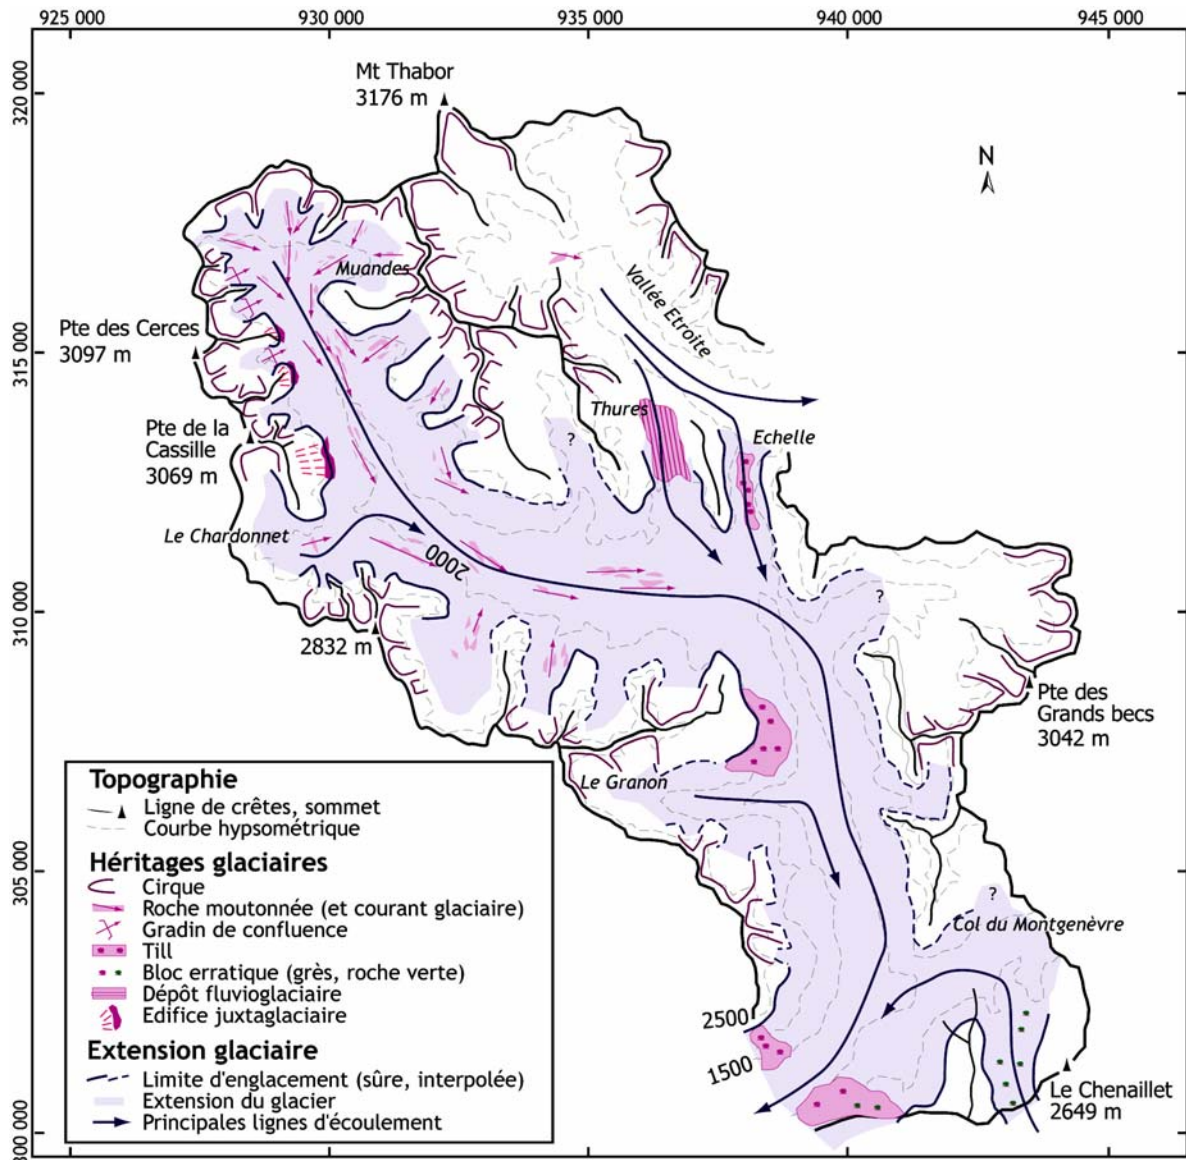 925 000
930 000
935 000
940 000
945 000
320 000
315 000
310 000
305 000
300 000
Mt Thabor
3176 m
N
Muandes
Vallée Etroite
Pte des Cerces
3097 m
Thures
Echelle
?
Pte de la
Cassille
3069 m
Le Chardonnet
2000
2832 m
?
Pte des
Grands becs
3042 m
Le Granon
?
Col du Montgenèvre
2500
1500
Le Chenaillet
2649 m
Topographie
Ligne de crêtes, sommet
Courbe hypsométrique
Héritages glaciaires
Cirque
Roche moutonnée (et courant glaciaire)
Gradin de confluence
Till
Bloc erratique (grès, roche verte)
Dépôt fluvioglaciaire
Edifice juxtaglaciaire
Extension glaciaire
Limite d'englacement (sûre, interpolée)
Extension du glacier
Principales lignes d'écoulement